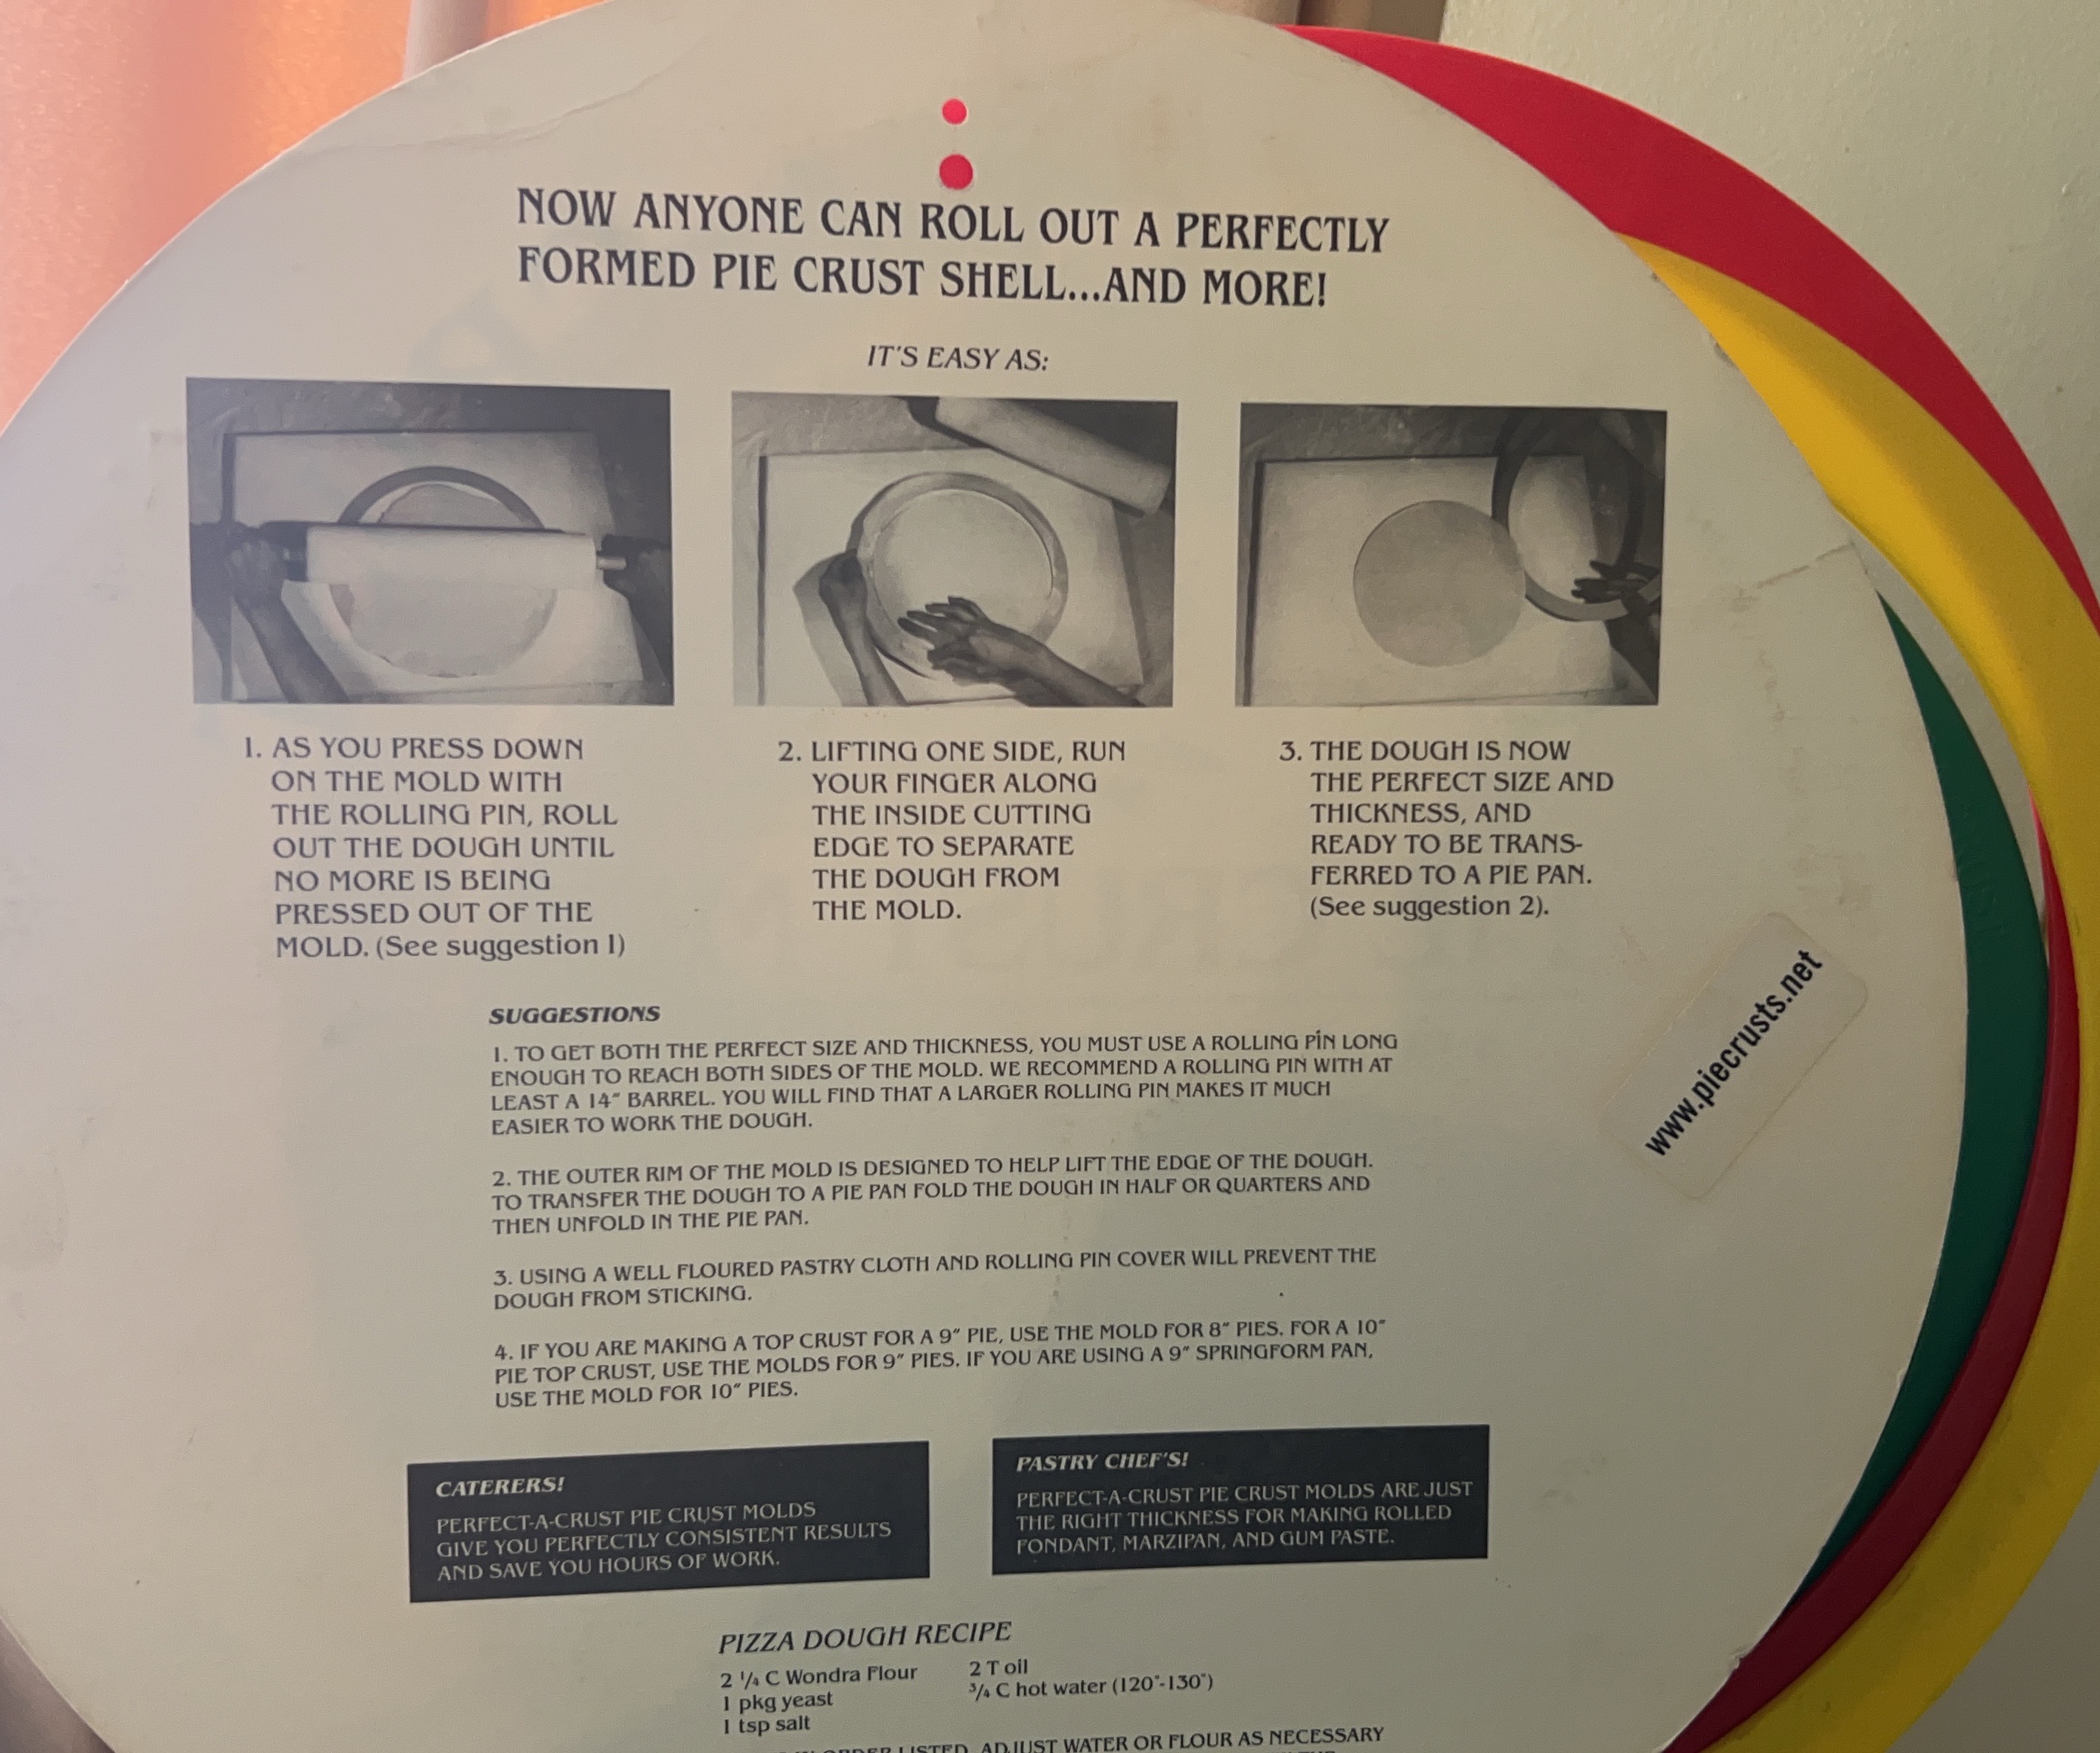 NOW ANYONE CAN ROLL OUT A PERFECTLY
FORMED PIE CRUST SHELL...AND MORE!
IT'S EASY AS:
1. AS YOU PRESS DOWN
ON THE MOLD WITH
THE ROLLING PIN, ROLL
OUT THE DOUGH UNTIL
NO MORE IS BEING
PRESSED OUT OF THE
MOLD. (See suggestion 1)
2. LIFTING ONE SIDE, RUN
YOUR FINGER ALONG
THE INSIDE CUTTING
EDGE TO SEPARATE
THE DOUGH FROM
THE MOLD.
3. THE DOUGH IS NOW
THE PERFECT SIZE AND
THICKNESS, AND
READY TO BE TRANS-
FERRED TO A PIE PAN.
(See suggestion 2).
SUGGESTIONS
1. TO GET BOTH THE PERFECT SIZE AND THICKNESS, YOU MUST USE A ROLLING PIN LONG
ENOUGH TO REACH BOTH SIDES OF THE MOLD. WE RECOMMEND A ROLLING PIN WITH AT
LEAST A 14" BARREL. YOU WILL FIND THAT A LARGER ROLLING PIN MAKES IT MUCH
EASIER TO WORK THE DOUGH.
2. THE OUTER RIM OF THE MOLD IS DESIGNED TO HELP LIFT THE EDGE OF THE DOUGH.
TO TRANSFER THE DOUGH TO A PIE PAN FOLD THE DOUGH IN HALF OR QUARTERS AND
THEN UNFOLD IN THE PIE PAN.
3. USING A WELL FLOURED PASTRY CLOTH AND ROLLING PIN COVER WILL PREVENT THE
DOUGH FROM STICKING.
4. IF YOU ARE MAKING A TOP CRUST FOR A 9" PIE, USE THE MOLD FOR 8" PIES. FOR A 10"
PIE TOP CRUST, USE THE MOLDS FOR 9" PIES. IF YOU ARE USING A 9" SPRINGFORM PAN,
USE THE MOLD FOR 10" PIES.
www.piecrusts.net
CATERERS!
PERFECT-A-CRUST PIE CRUST MOLDS
GIVE YOU PERFECTLY CONSISTENT RESULTS
AND SAVE YOU HOURS OF WORK.
PASTRY CHEF'S!
PERFECT-A-CRUST PIE CRUST MOLDS ARE JUST
THE RIGHT THICKNESS FOR MAKING ROLLED
FONDANT, MARZIPAN, AND GUM PASTE.
PIZZA DOUGH RECIPE
2 1/4 C Wondra Flour
1 pkg yeast
1 tsp salt
2 T oil
3/4 C hot water (120°-130°)
ORDER LISTED. ADJUST WATER OR FLOUR AS NECESSARY